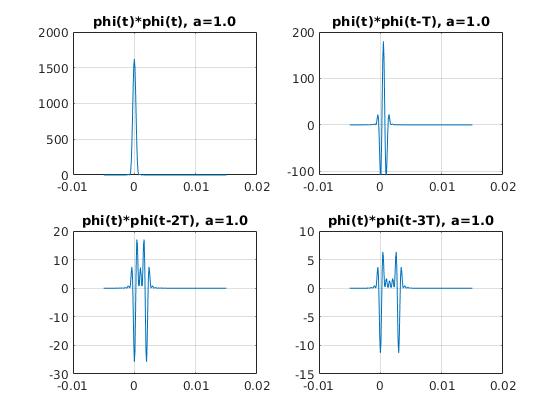 phi(t)*phi(t), a=1.0
2000
1500
1000
500
0
-0.01 0 0.01 0.02
phi(t)*phi(t-T), a=1.0
200
100
0
-100
-0.01 0 0.01 0.02
phi(t)*phi(t-2T), a=1.0
20
10
0
-10
-20
-30
-0.01 0 0.01 0.02
phi(t)*phi(t-3T), a=1.0
10
5
0
-5
-10
-15
-0.01 0 0.01 0.02